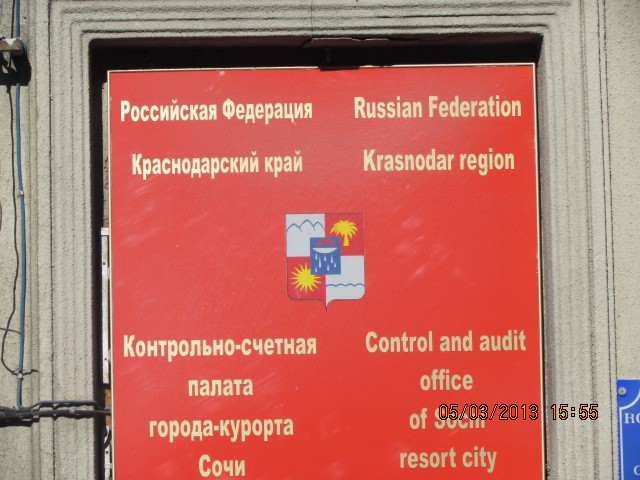 Российская Федерация
Краснодарский край
Контрольно-счетная
палата
города-курорта
Сочи
Russian Federation
Krasnodar region
Control and audit
office
of Sochi
resort city
05/03/2013 15:55